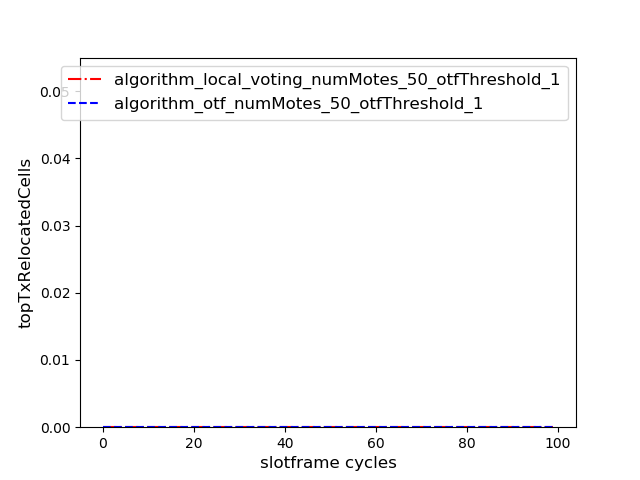 algorithm_local_voting_numMotes_50_otfThreshold_1
algorithm_otf_numMotes_50_otfThreshold_1
0.05
0.04
0.03
0.02
0.01
0.00
topTxRelocatedCells
0 20 40 60 80 100
slotframe cycles